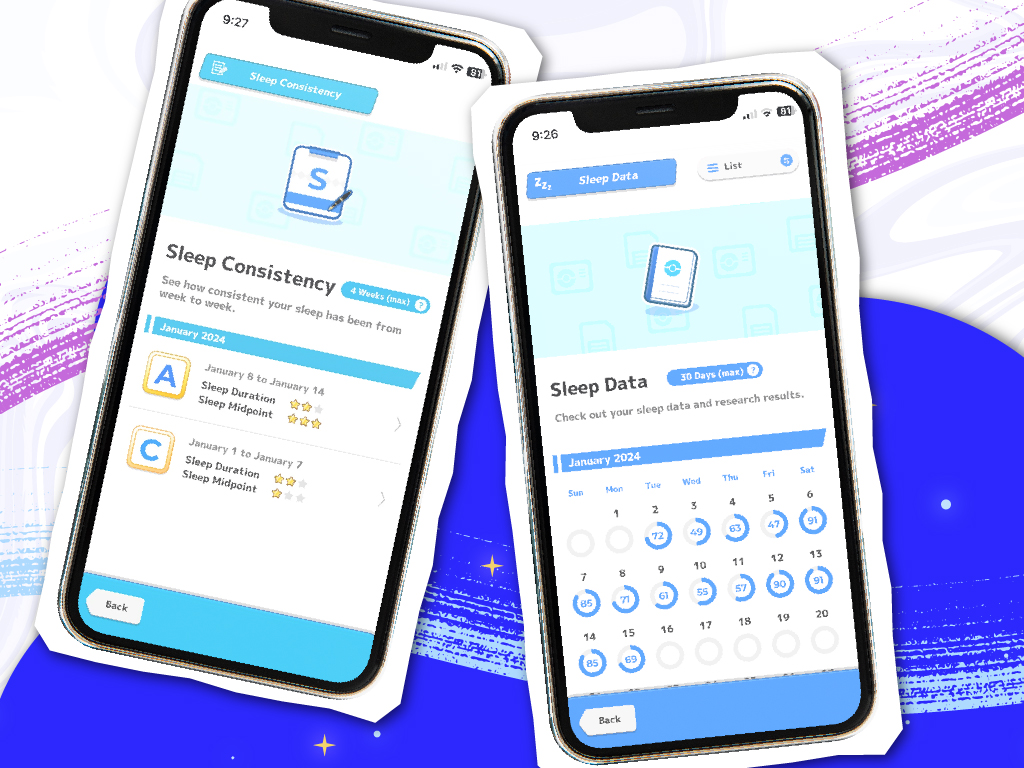 9:27
81
Sleep Consistency
S
Sleep Consistency
4 Weeks (max) ?
See how consistent your sleep has been from
week to week.
January 2024
A
January 8 to January 14
Sleep Duration
Sleep Midpoint
C
January 1 to January 7
Sleep Duration
Sleep Midpoint
Back
9:26
81
zzz Sleep Data
List
Sleep Data
30 Days (max) ?
Check out your sleep data and research results.
January 2024
Sun Mon Tue Wed Thu Fri Sat
1 2 3 4 5 6
72 49 63 47 91
7 8 9 10 11 12 13
85 71 61 55 57 90 91
14 15 16 17 18 19 20
85 69
Back